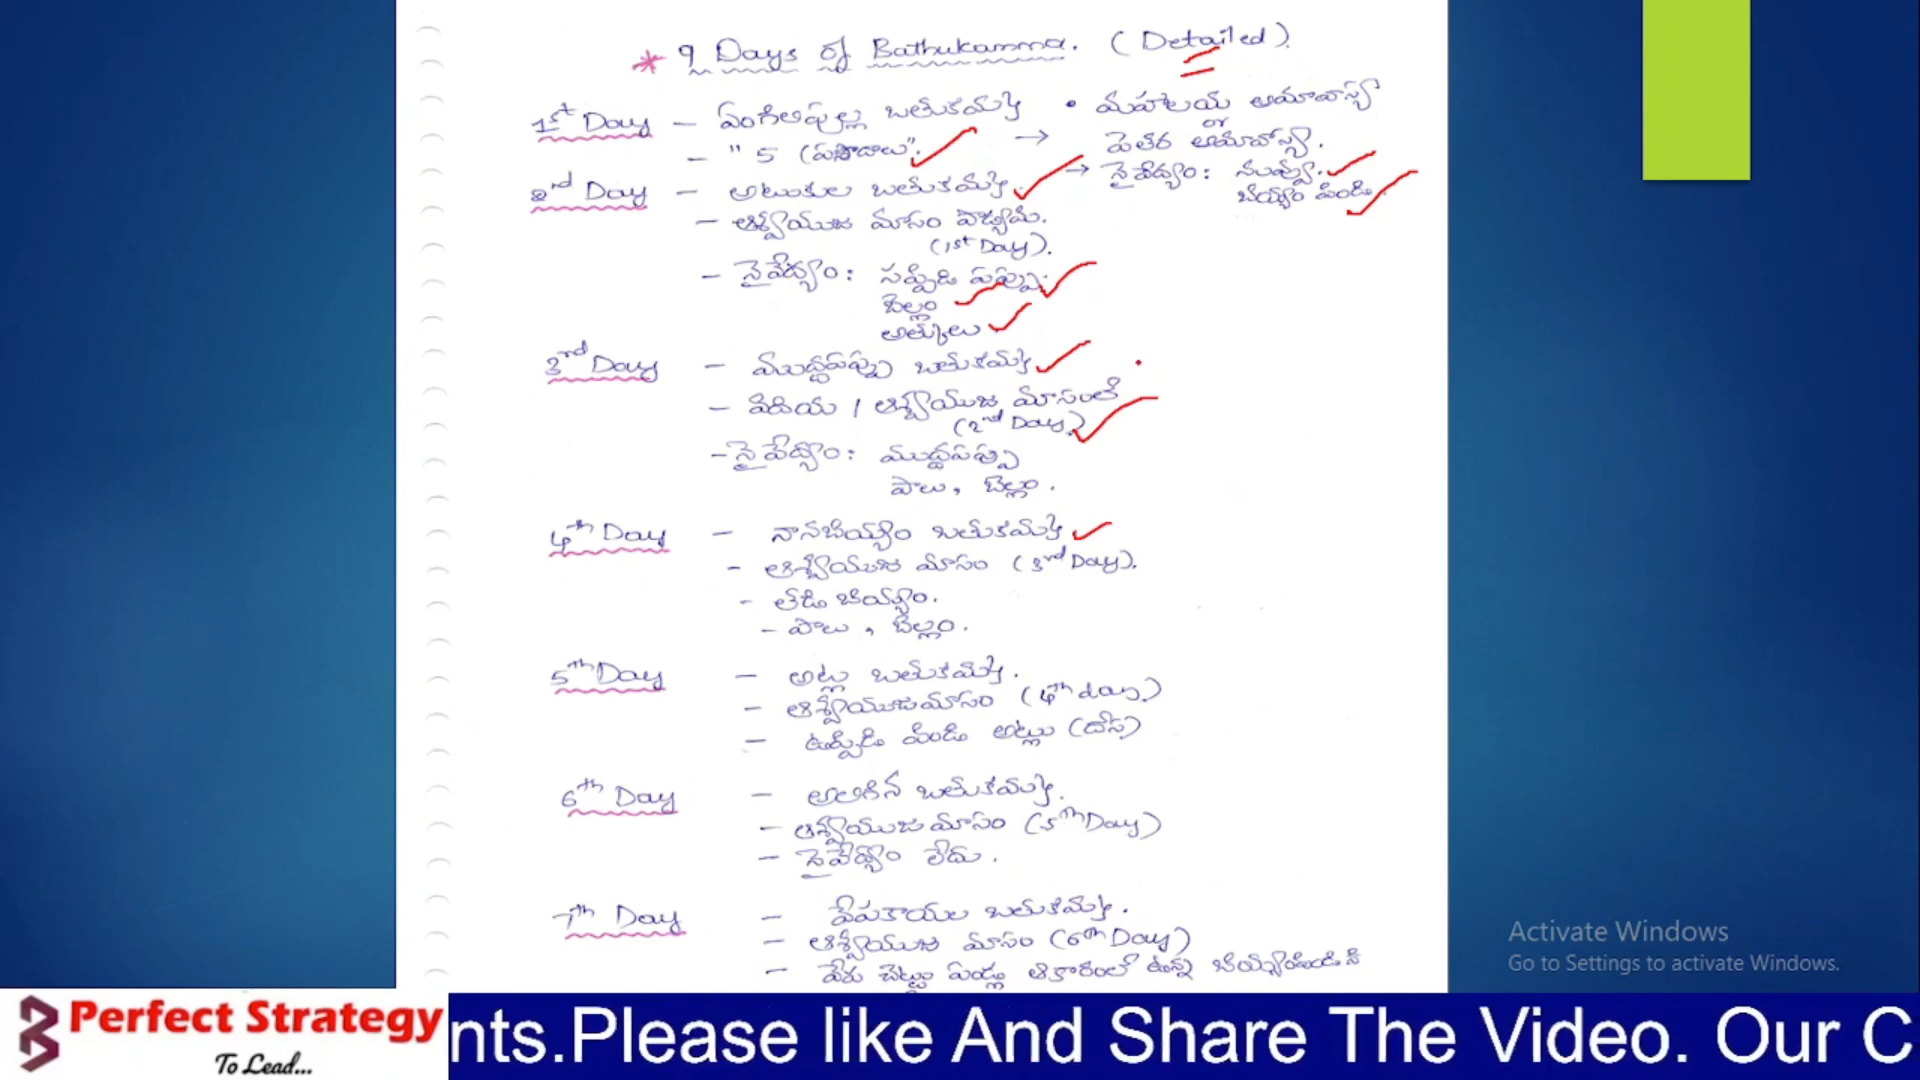 * 9 Days of Bathukamma. (Detailed).
1st Day - ఏంగిలిపూల బతుకమ్మ • మహాలయ అమావాస్య
or
- " 5 (ప్రసాదాలు". → పెతర అమావాస్య.
→ నైవేద్యం: నువ్వు.
బియ్యం పిండి.
2nd Day - అటుకుల బతుకమ్మ.
- ఆశ్వయుజ మాసం పాడ్యమి.
(1st Day).
- నైవేద్యం: సప్పిడి పప్పు.
బెల్లం
అటుకులు
3rd Day - ముద్దపప్పు బతుకమ్మ
- విదియ / ఆశ్వయుజ మాసంలో
(2nd Day).
- నైవేద్యం: ముద్దపప్పు
పాలు, బెల్లం.
4th Day - నానబియ్యం బతుకమ్మ
- ఆశ్వయుజ మాసం (3rd Day).
- తడి బియ్యం.
- పాలు, బెల్లం.
5th Day - అట్ల బతుకమ్మ.
- ఆశ్వయుజమాసం (4th day.)
- పిండి అట్లు (దోస)
6th Day - అలిగిన బతుకమ్మ.
- ఆశ్వయుజమాసం (5th Day)
- నైవేద్యం లేదు.
7th Day - వేపకాయల బతుకమ్మ.
- ఆశ్వయుజ మాసం (6th Day)
- వేప చెట్టు పండ్ల ఆకారంలో ఉన్న బియ్యంపిండిని
Activate Windows
Go to Settings to activate Windows.
Perfect Strategy
To Lead...
nts.Please like And Share The Video. Our C